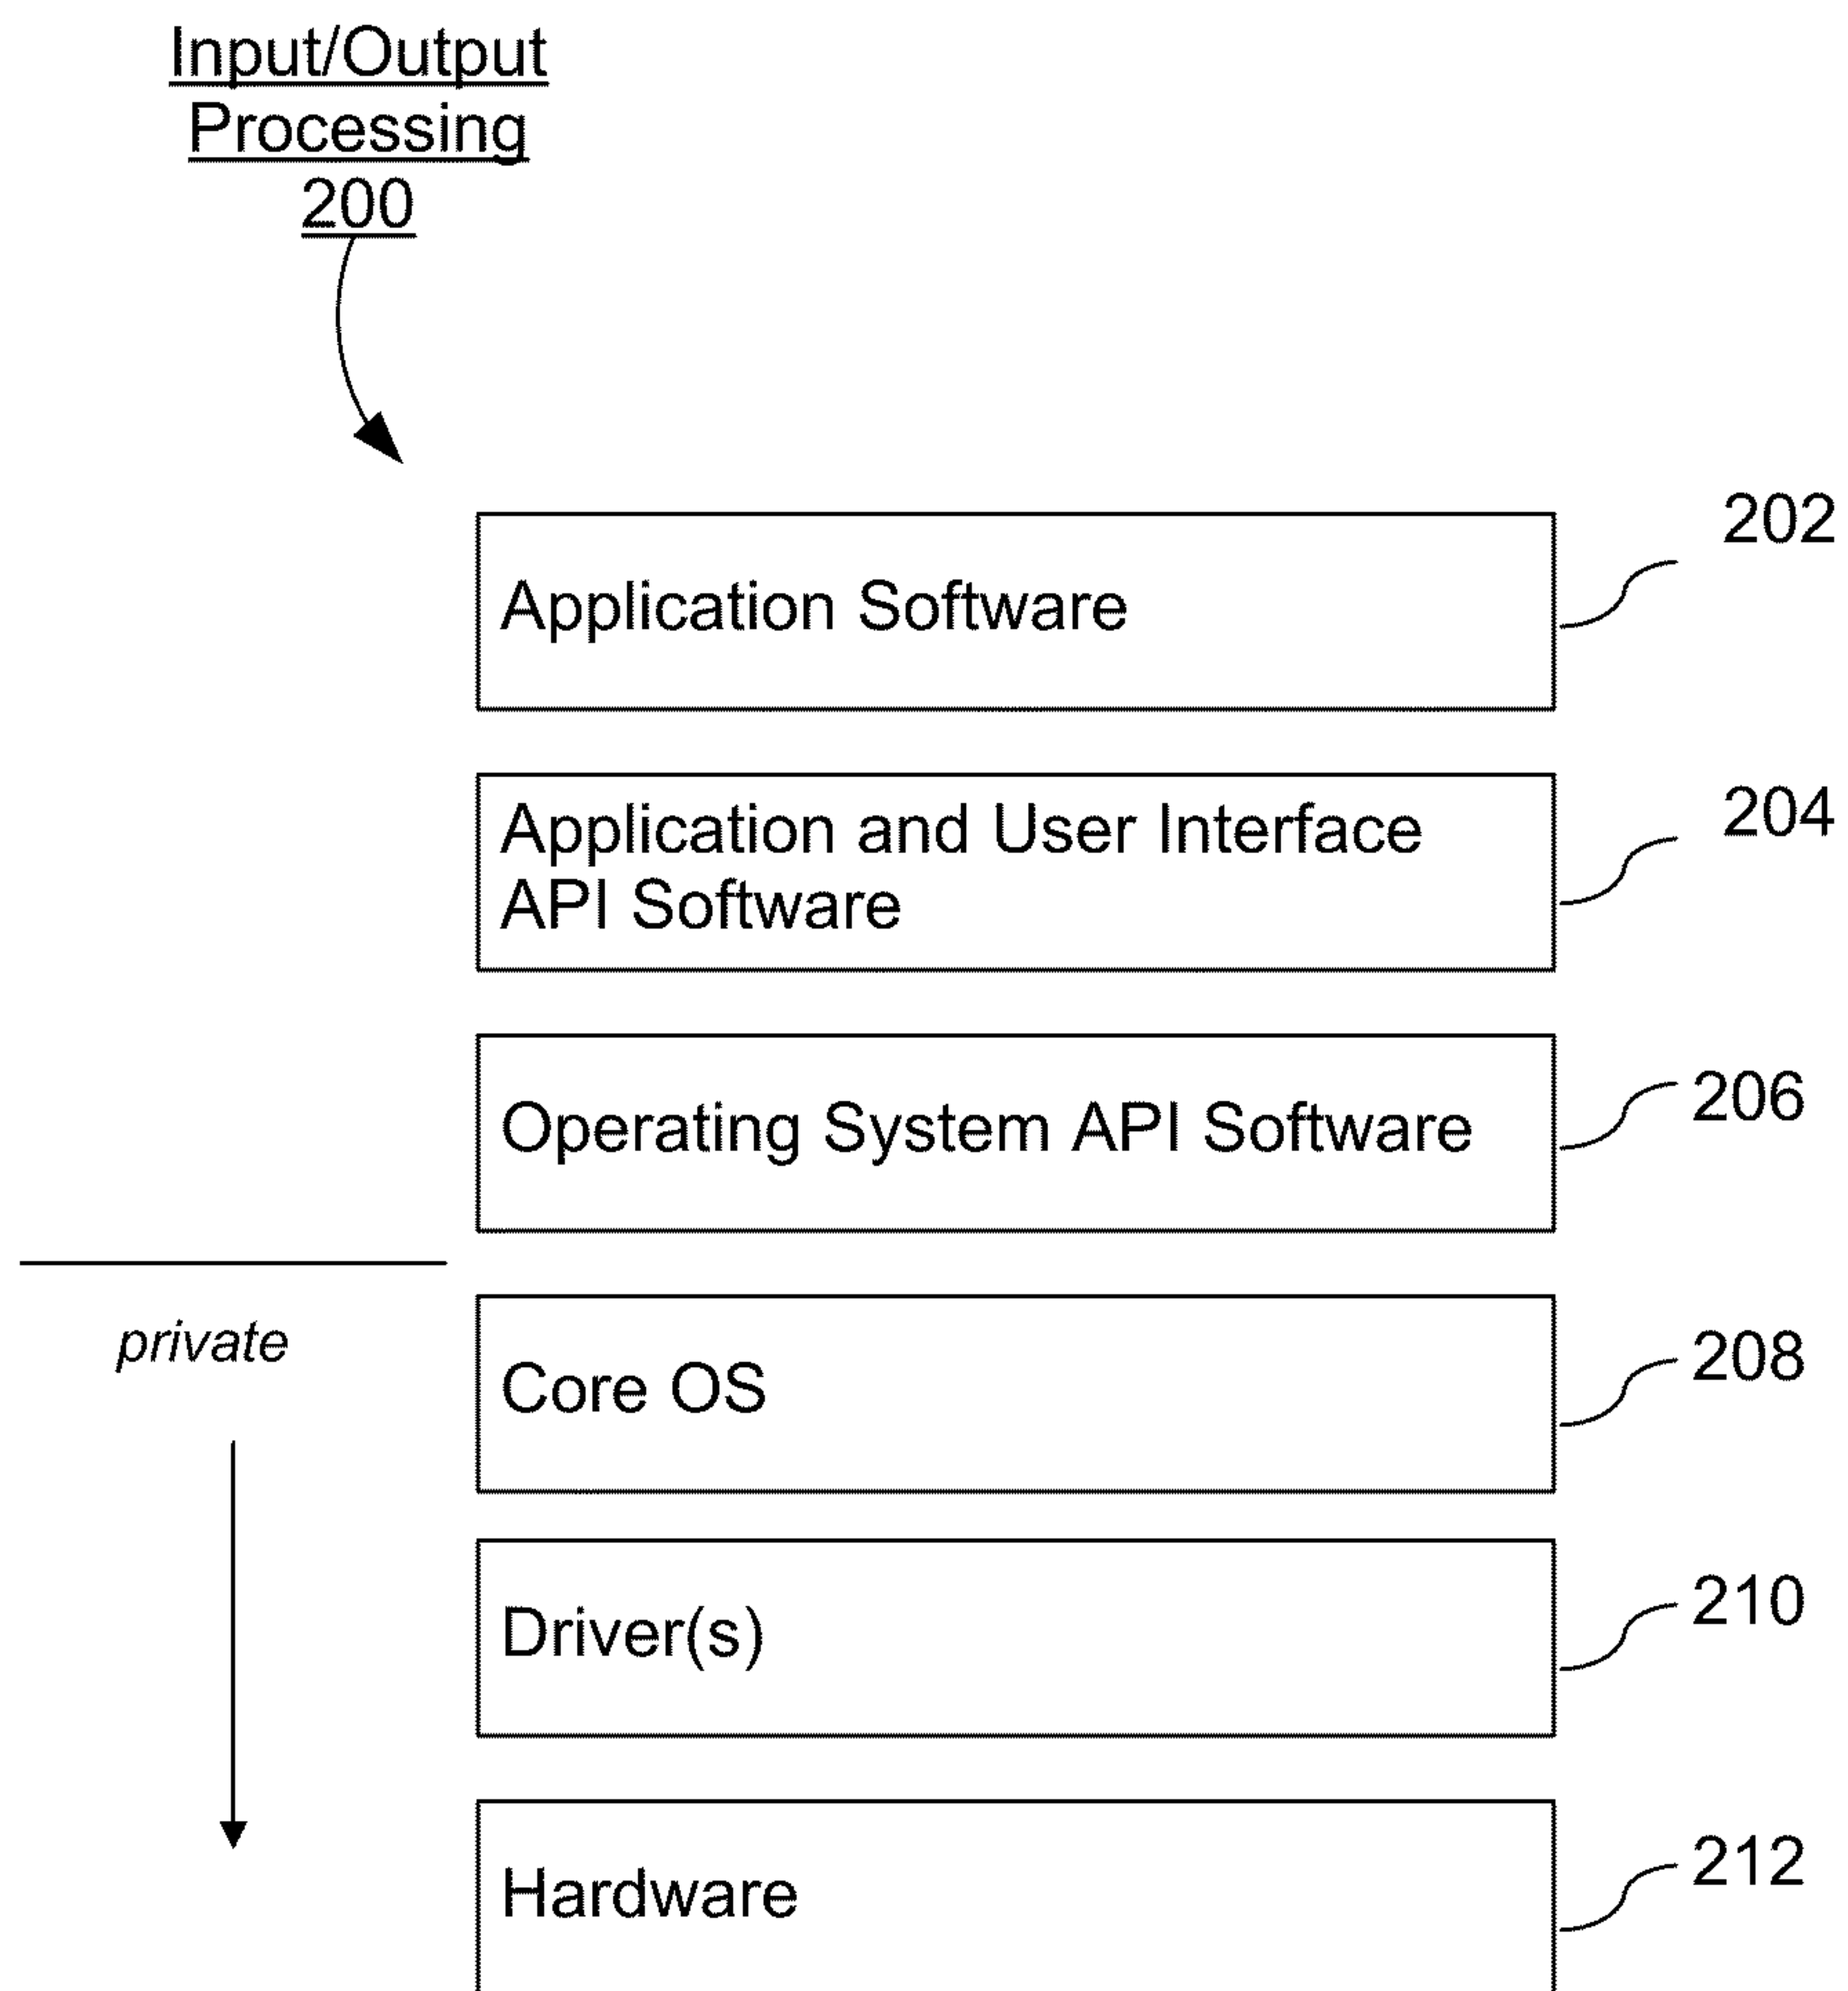 Input/Output
Processing
200
202
Application Software
204
Application and User Interface
API Software
206
Operating System API Software
private
208
Core OS
210
Driver(s)
212
Hardware